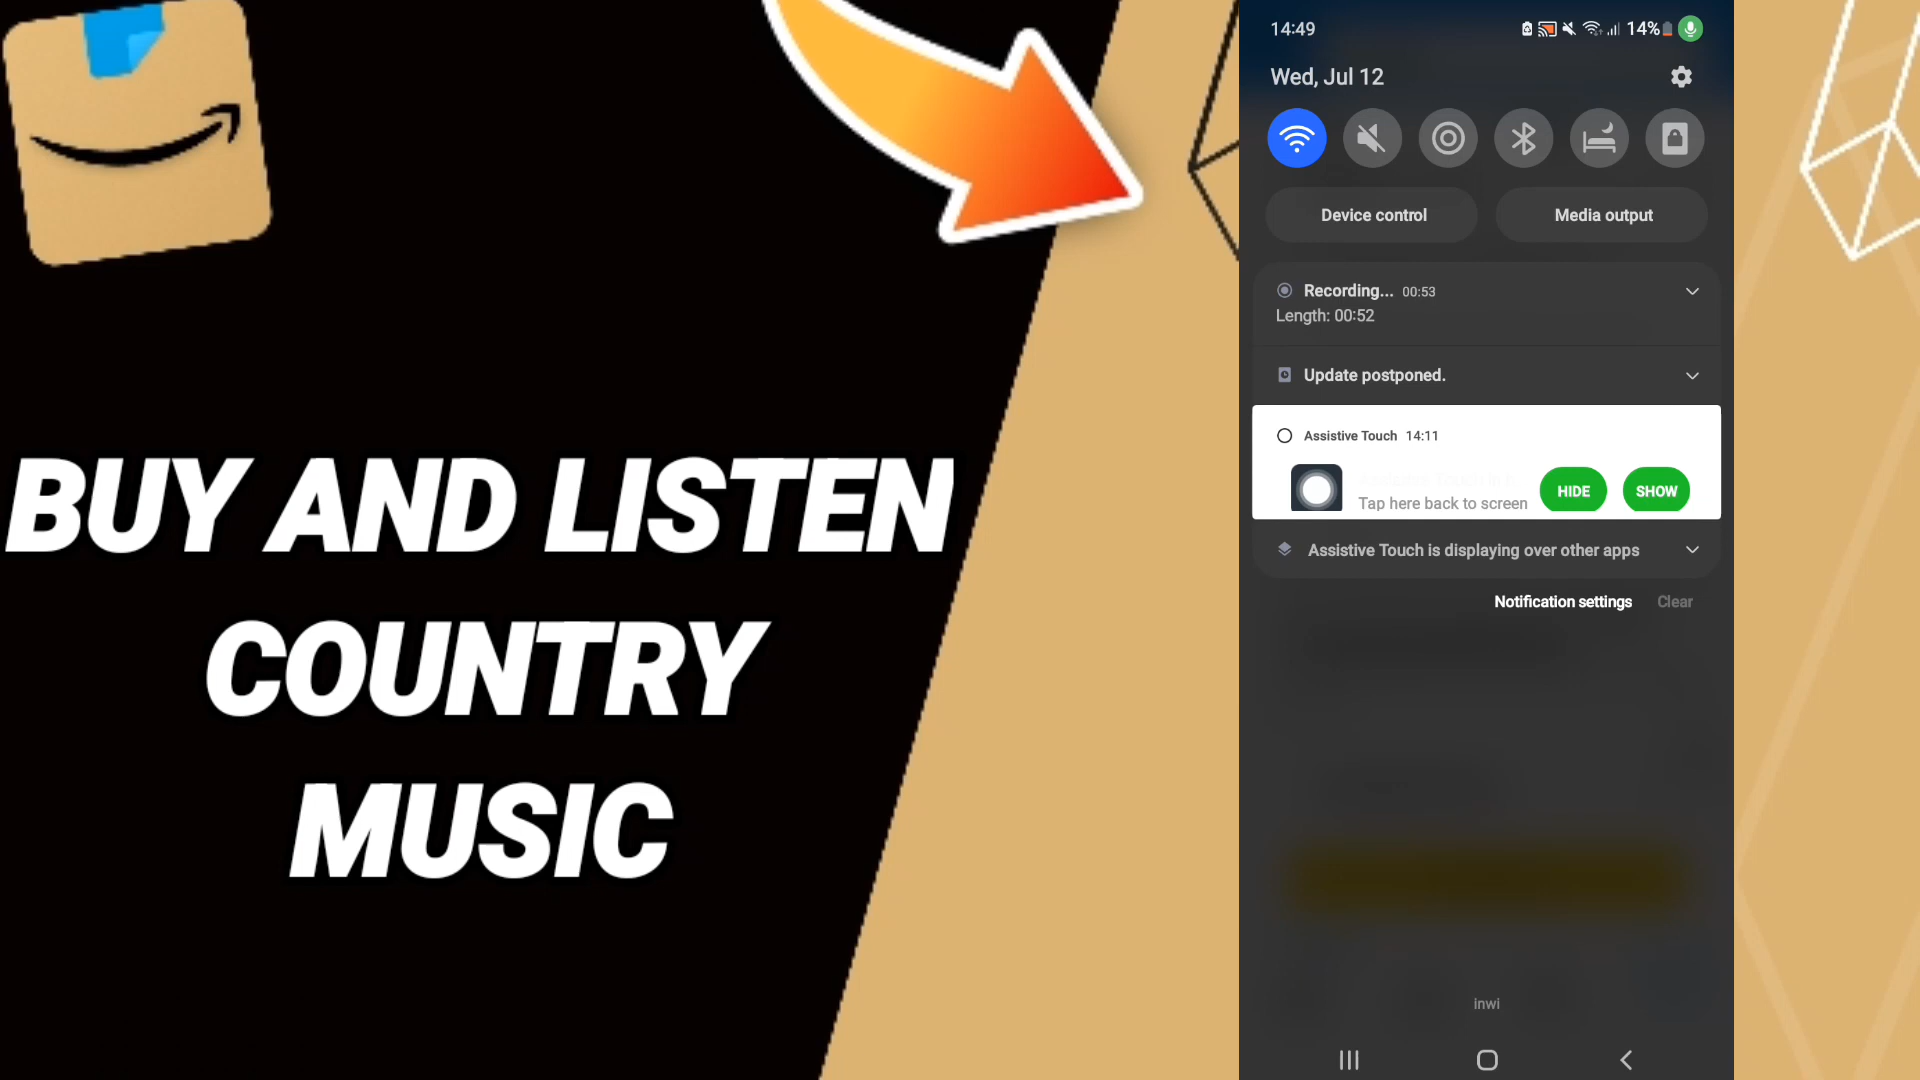 BUY AND LISTEN
COUNTRY
MUSIC
14:49
14%
Wed, Jul 12
Device control
Media output
Recording... 00:53
Length: 00:52
Update postponed.
Assistive Touch 14:11
Tap here back to screen
HIDE
SHOW
Assistive Touch is displaying over other apps
Notification settings
Clear
inwi